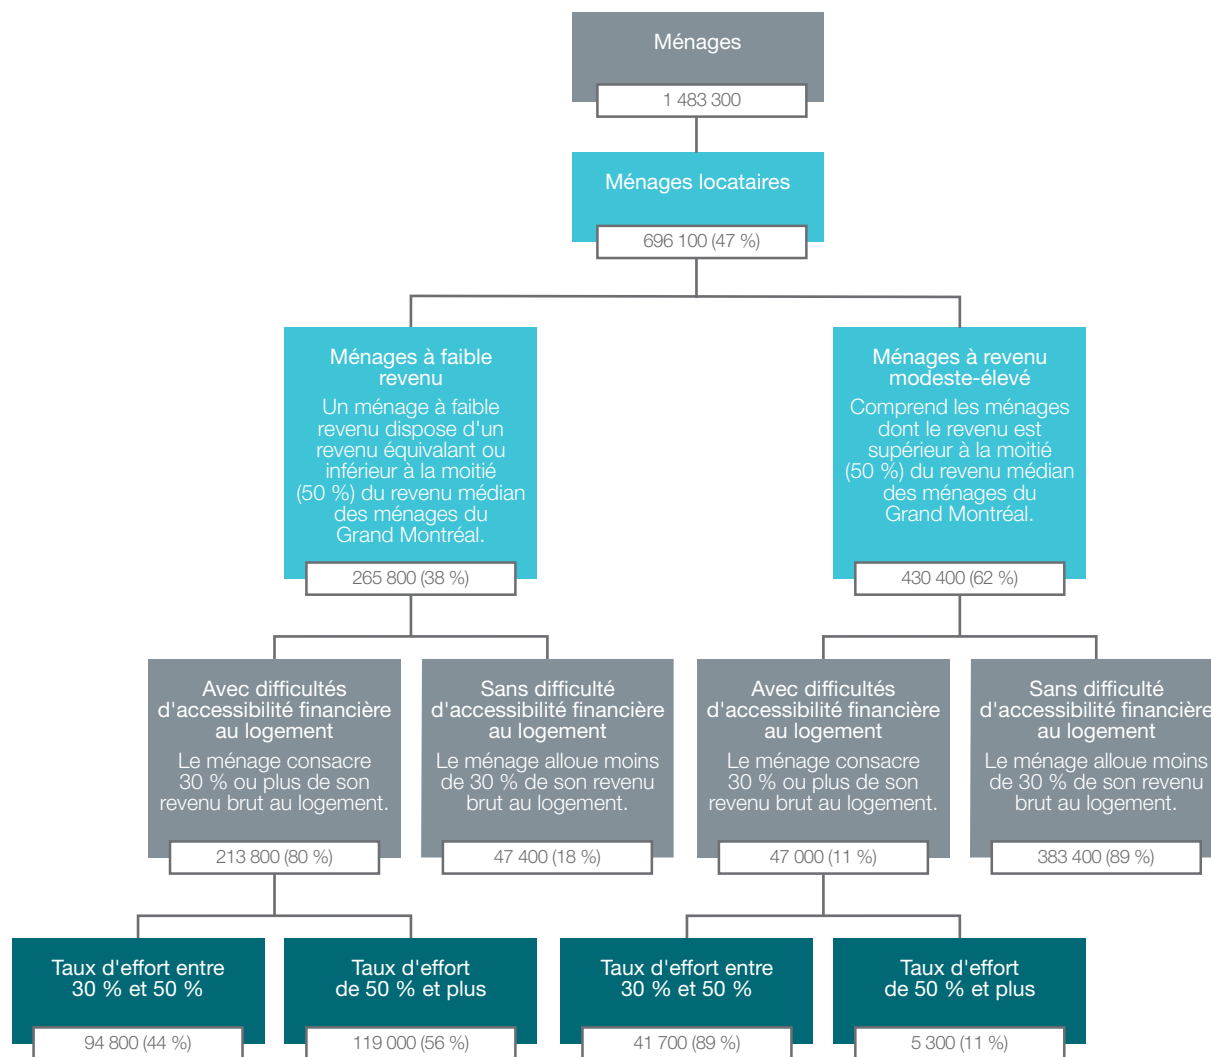 Ménages
1 483 300
Ménages locataires
696 100 (47 %)
Ménages à faible
revenu
Un ménage à faible
revenu dispose d'un
revenu équivalant ou
inférieur à la moitié
(50 %) du revenu médian
des ménages du
Grand Montréal.
265 800 (38 %)
Ménages à revenu
modeste-élevé
Comprend les ménages
dont le revenu est
supérieur à la moitié
(50 %) du revenu médian
des ménages du
Grand Montréal.
430 400 (62 %)
Avec difficultés
d'accessibilité financière
au logement
Le ménage consacre
30 % ou plus de son
revenu brut au logement.
213 800 (80 %)
Sans difficulté
d'accessibilité financière
au logement
Le ménage alloue moins
de 30 % de son revenu
brut au logement.
47 400 (18 %)
Avec difficultés
d'accessibilité financière
au logement
Le ménage consacre
30 % ou plus de son
revenu brut au logement.
47 000 (11 %)
Sans difficulté
d'accessibilité financière
au logement
Le ménage alloue moins
de 30 % de son revenu
brut au logement.
383 400 (89 %)
Taux d'effort entre
30 % et 50 %
94 800 (44 %)
Taux d'effort
de 50 % et plus
119 000 (56 %)
Taux d'effort entre
30 % et 50 %
41 700 (89 %)
Taux d'effort
de 50 % et plus
5 300 (11 %)